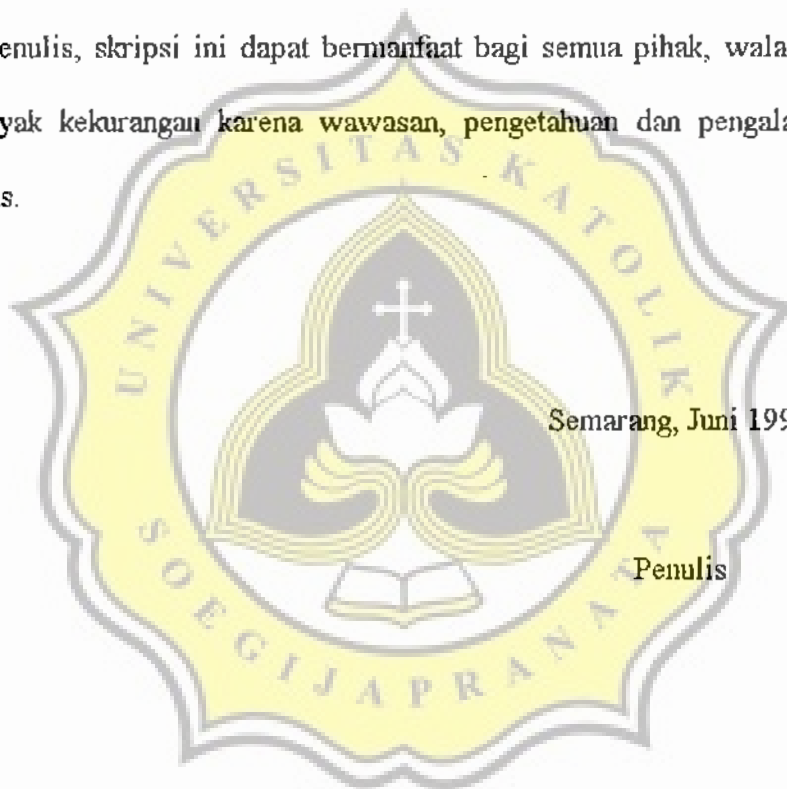 enulis, skripsi ini dapat bermanfaat bagi semua pihak, wala
yak kekurangan karena wawasan, pengetahuan dan pengala
s.
UNIVERSITAS KATOLIK
Semarang, Juni 199
Penulis
SOEGIJAPRANATA